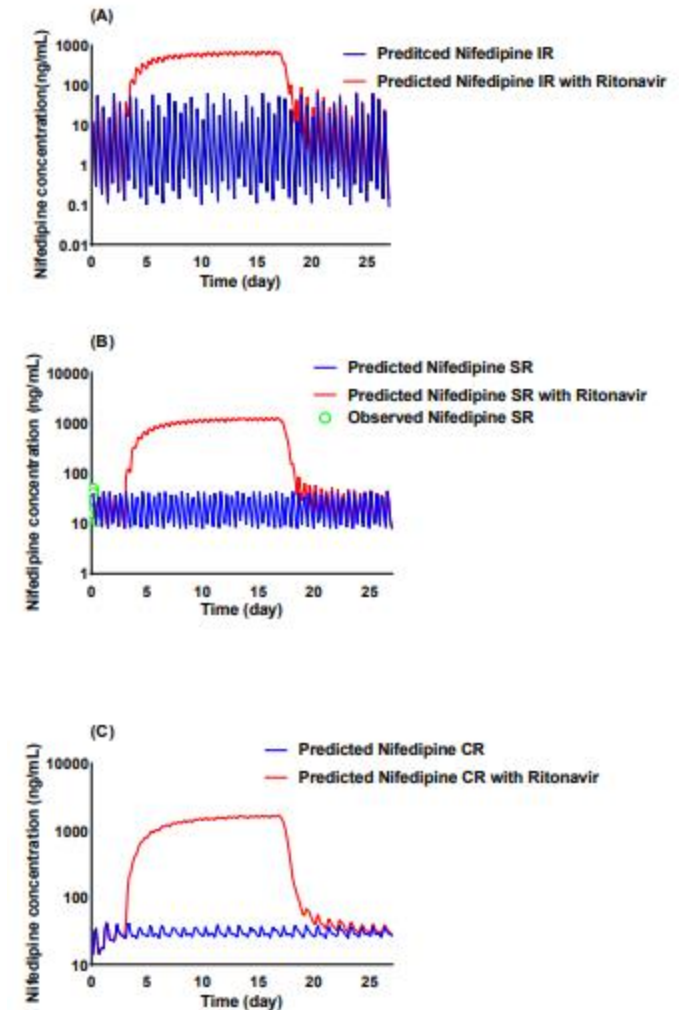 (A)
Nifedipine concentration(ng/mL)
1000
100
10
1
0.1
0.01
0 5 10 15 20 25
Time (day)
Preditced Nifedipine IR
Predicted Nifedipine IR with Ritonavir
(B)
Nifedipine concentration (ng/mL)
10000
1000
100
10
1
0 5 10 15 20 25
Time (day)
Predicted Nifedipine SR
Predicted Nifedipine SR with Ritonavir
Observed Nifedipine SR
(C)
Nifedipine concentration (ng/mL)
10000
1000
100
10
0 5 10 15 20 25
Time (day)
Predicted Nifedipine CR
Predicted Nifedipine CR with Ritonavir